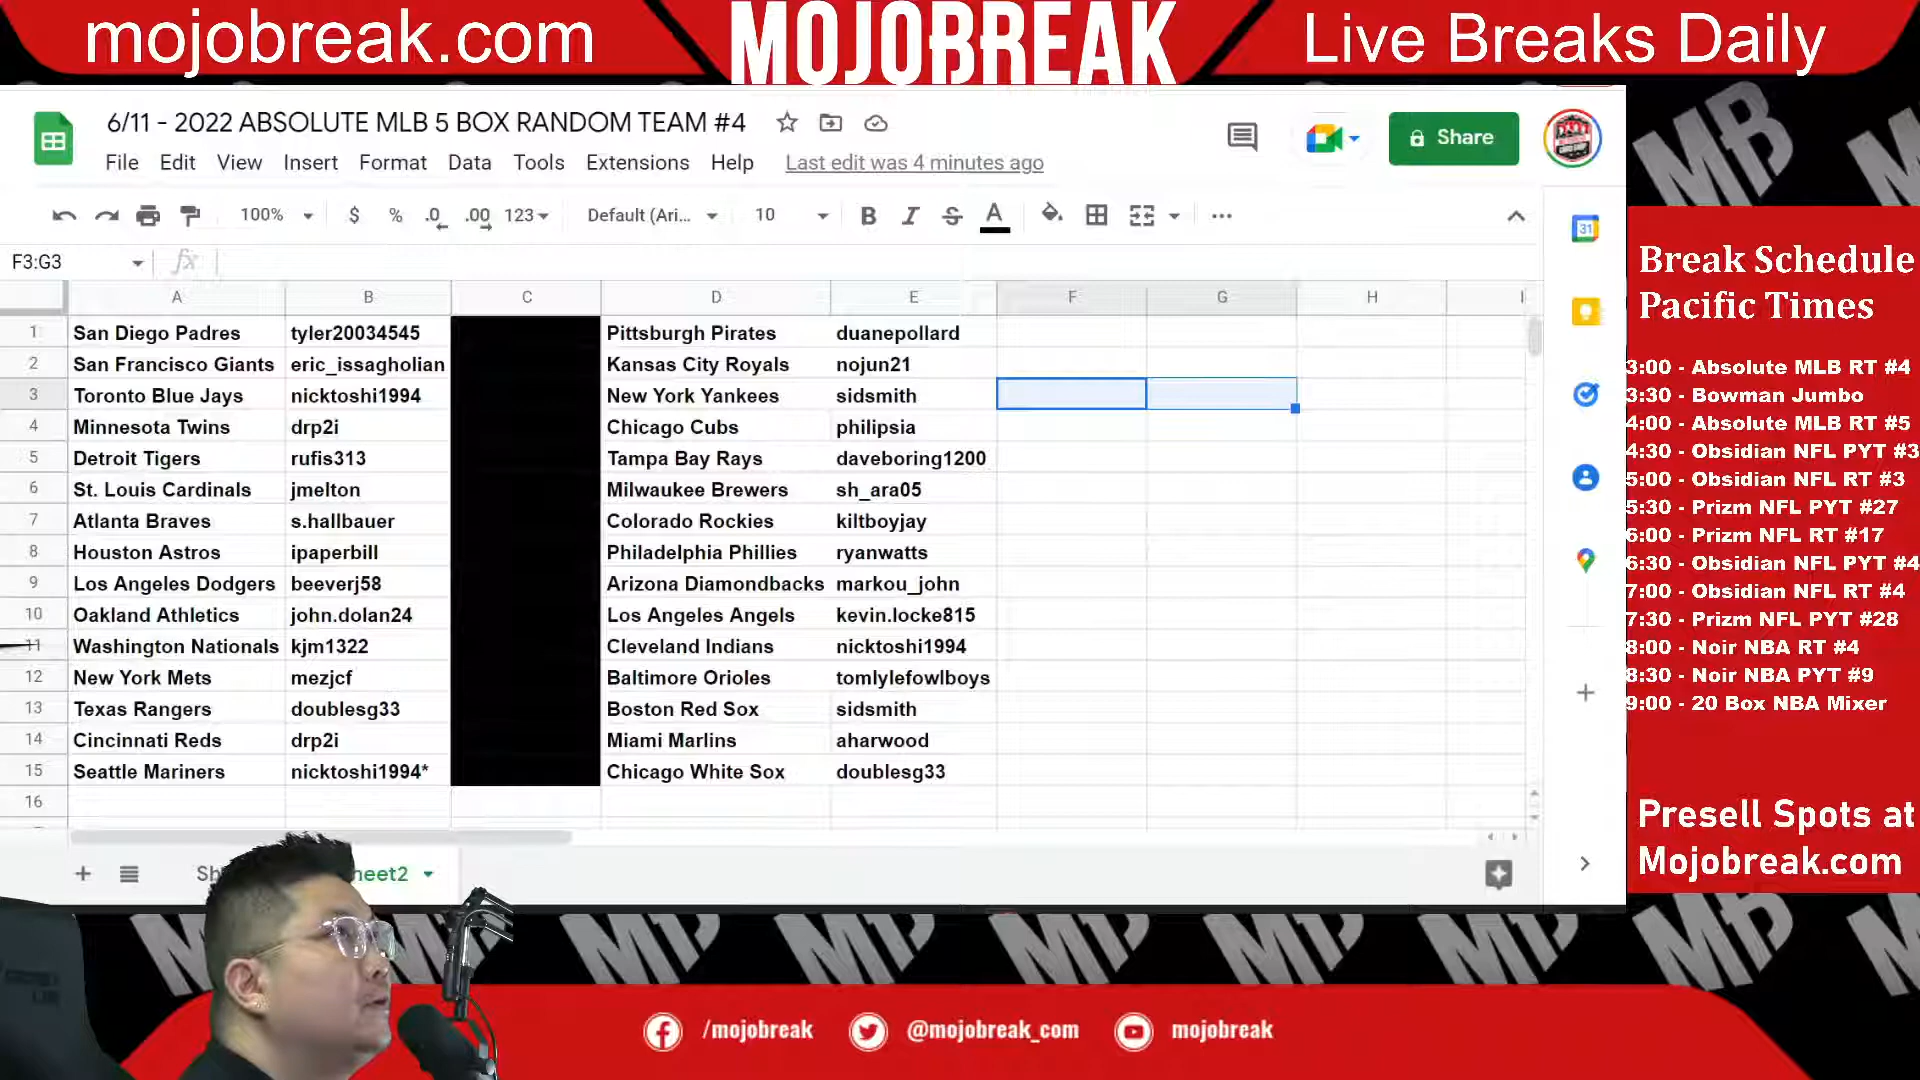 mojobreak.com
MOJOBREAK
Live Breaks Daily
6/11 - 2022 ABSOLUTE MLB 5 BOX RANDOM TEAM #4
Share
File Edit View Insert Format Data Tools Extensions Help Last edit was 4 minutes ago
100% $ % .0 .00 123 Default (Ari... 10 B I S A
F3:G3 fx
A B C D E F G H I
1 San Diego Padres tyler20034545 Pittsburgh Pirates duanepollard
2 San Francisco Giants eric_issagholian Kansas City Royals nojun21
3 Toronto Blue Jays nicktoshi1994 New York Yankees sidsmith
4 Minnesota Twins drp2i Chicago Cubs philipsia
5 Detroit Tigers rufis313 Tampa Bay Rays daveboring1200
6 St. Louis Cardinals jmelton Milwaukee Brewers sh_ara05
7 Atlanta Braves s.hallbauer Colorado Rockies kiltboyjay
8 Houston Astros ipaperbill Philadelphia Phillies ryanwatts
9 Los Angeles Dodgers beeverj58 Arizona Diamondbacks markou_john
10 Oakland Athletics john.dolan24 Los Angeles Angels kevin.locke815
11 Washington Nationals kjm1322 Cleveland Indians nicktoshi1994
12 New York Mets mezjcf Baltimore Orioles tomlylefowlboys
13 Texas Rangers doublesg33 Boston Red Sox sidsmith
14 Cincinnati Reds drp2i Miami Marlins aharwood
15 Seattle Mariners nicktoshi1994* Chicago White Sox doublesg33
16
31
Break Schedule
Pacific Times
3:00 - Absolute MLB RT #4
3:30 - Bowman Jumbo
4:00 - Absolute MLB RT #5
4:30 - Obsidian NFL PYT #3
5:00 - Obsidian NFL RT #3
5:30 - Prizm NFL PYT #27
6:00 - Prizm NFL RT #17
6:30 - Obsidian NFL PYT #4
7:00 - Obsidian NFL RT #4
7:30 - Prizm NFL PYT #28
8:00 - Noir NBA RT #4
8:30 - Noir NBA PYT #9
9:00 - 20 Box NBA Mixer
Presell Spots at
Mojobreak.com
Sh heet2
/mojobreak @mojobreak_com mojobreak